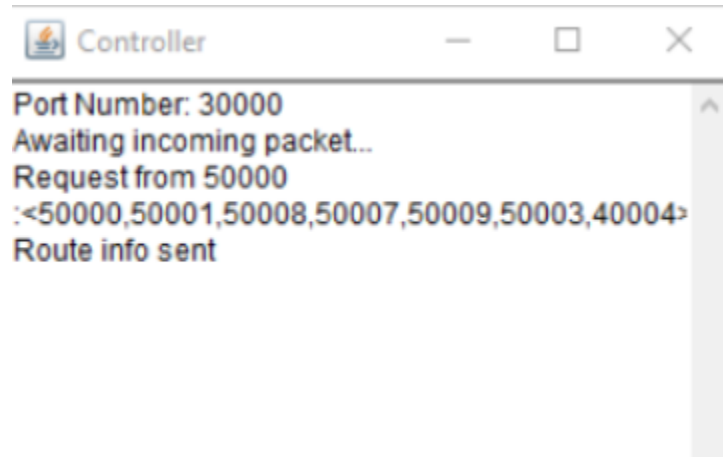 Controller
Port Number: 30000
Awaiting incoming packet...
Request from 50000
:<50000,50001,50008,50007,50009,50003,40004>
Route info sent